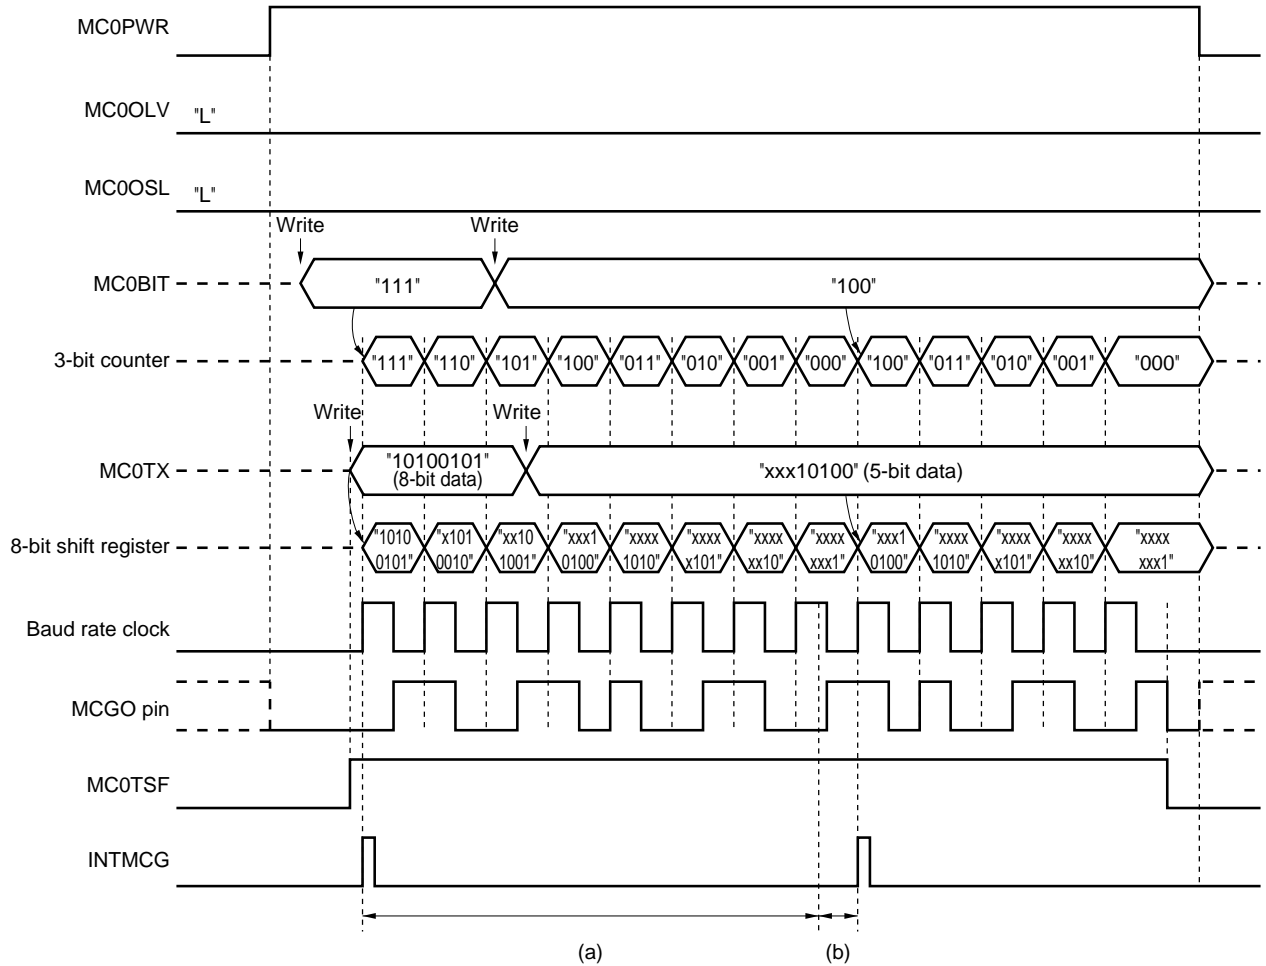 MC0PWR
MC0OLV "L"
MC0OSL "L"
Write Write
MC0BIT "111" "100"
3-bit counter "111" "110" "101" "100" "011" "010" "001" "000" "100" "011" "010" "001" "000"
Write Write
MC0TX "10100101" "xxx10100" (5-bit data)
(8-bit data)
8-bit shift register "1010 "x101 "xx10 "xxx1 "xxxx "xxxx "xxxx "xxxx "xxx1 "xxxx "xxxx "xxxx "xxxx
0101" 0010" 1001" 0100" 1010" x101" xx10" xxx1" 0100" 1010" x101" xx10" xxx1"
Baud rate clock
MCGO pin
MC0TSF
INTMCG
(a) (b)